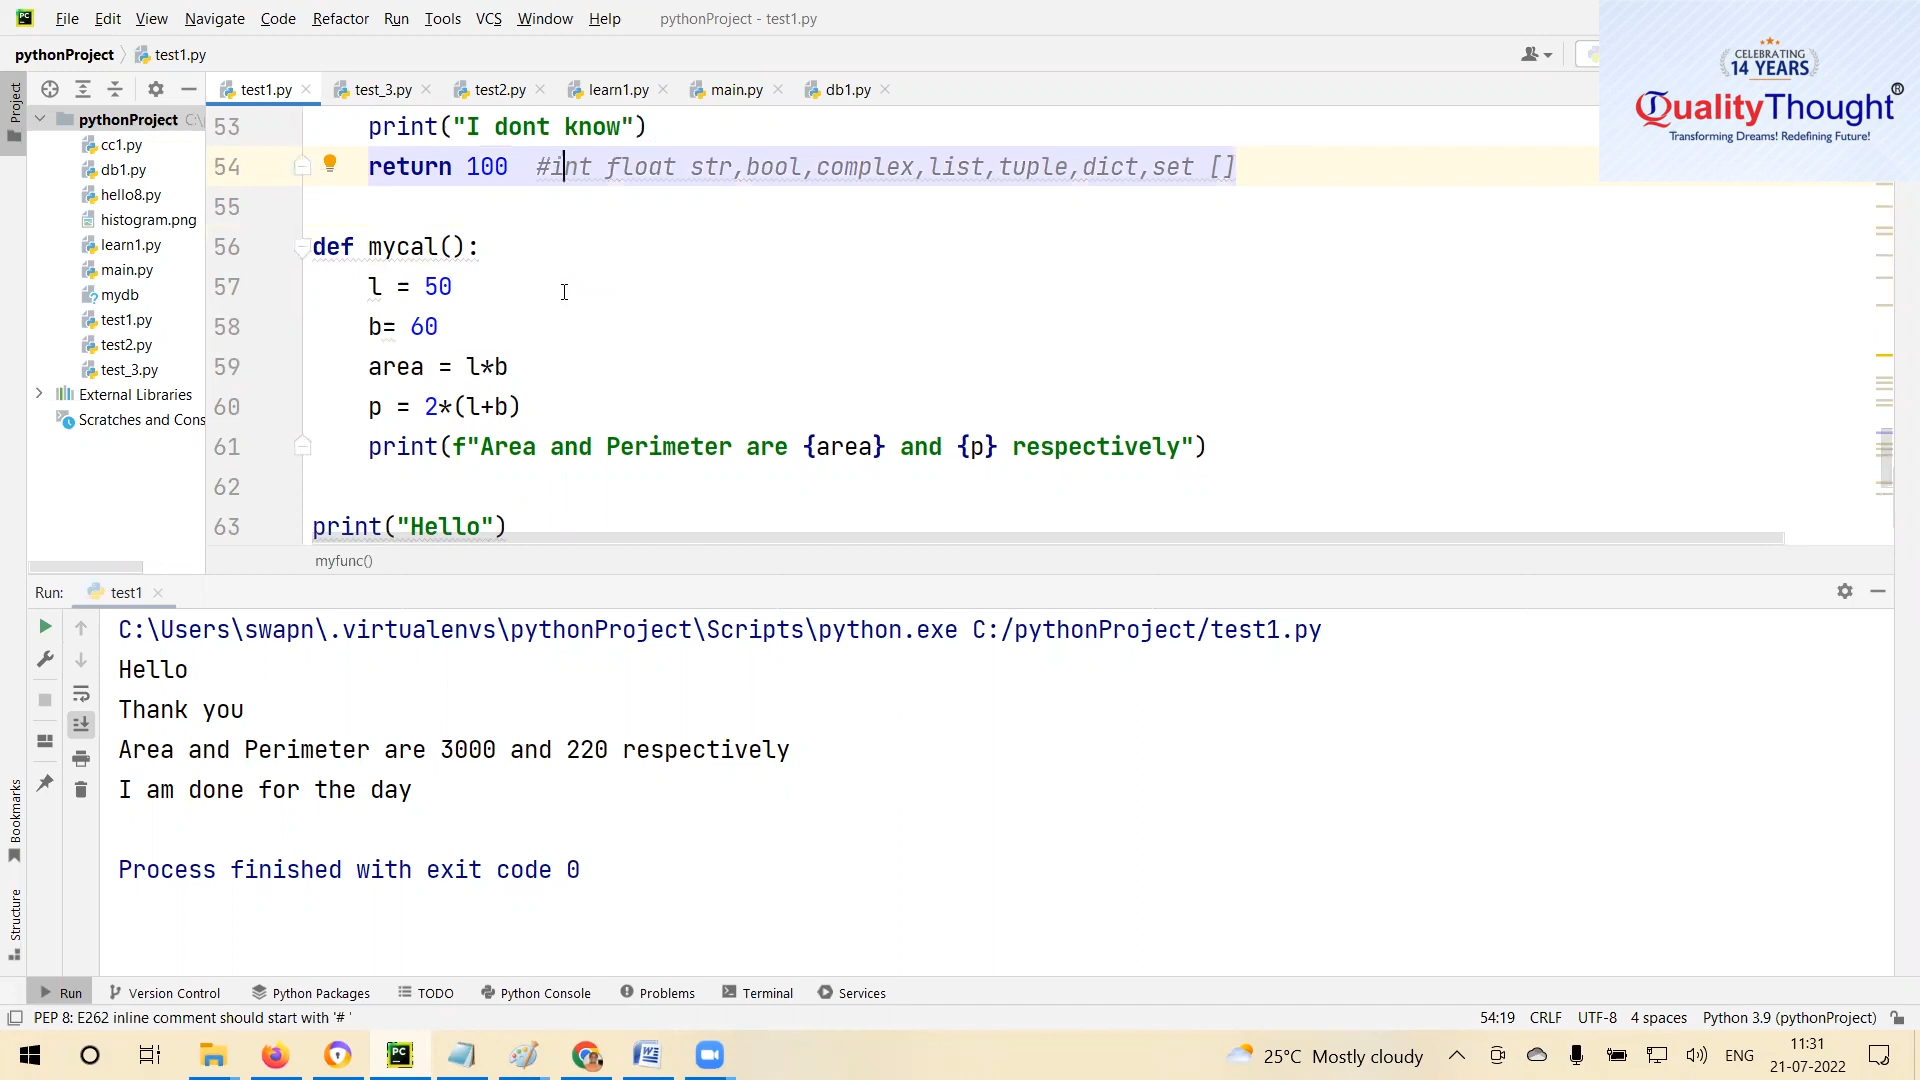 PC File Edit View Navigate Code Refactor Run Tools VCS Window Help pythonProject - test1.py
pythonProject test1.py
CELEBRATING
14 YEARS
QualityThought®
Transforming Dreams! Redefining Future!
Project
test1.py test_3.py test2.py learn1.py main.py db1.py
pythonProject C:\
cc1.py
db1.py
hello8.py
histogram.png
learn1.py
main.py
mydb
test1.py
test2.py
test_3.py
External Libraries
Scratches and Cons
53 print("I dont know")
54 return 100 #int float str,bool,complex,list,tuple,dict,set []
55
56 def mycal():
57 l = 50
58 b= 60
59 area = l*b
60 p = 2*(l+b)
61 print(f"Area and Perimeter are {area} and {p} respectively")
62
63 print("Hello")
myfunc()
Run: test1
C:\Users\swapn\.virtualenvs\pythonProject\Scripts\python.exe C:/pythonProject/test1.py
Hello
Thank you
Area and Perimeter are 3000 and 220 respectively
I am done for the day
Process finished with exit code 0
Bookmarks
Structure
Run Version Control Python Packages TODO Python Console Problems Terminal Services
PEP 8: E262 inline comment should start with '# ' 54:19 CRLF UTF-8 4 spaces Python 3.9 (pythonProject)
PC 25°C Mostly cloudy ENG 11:31
21-07-2022